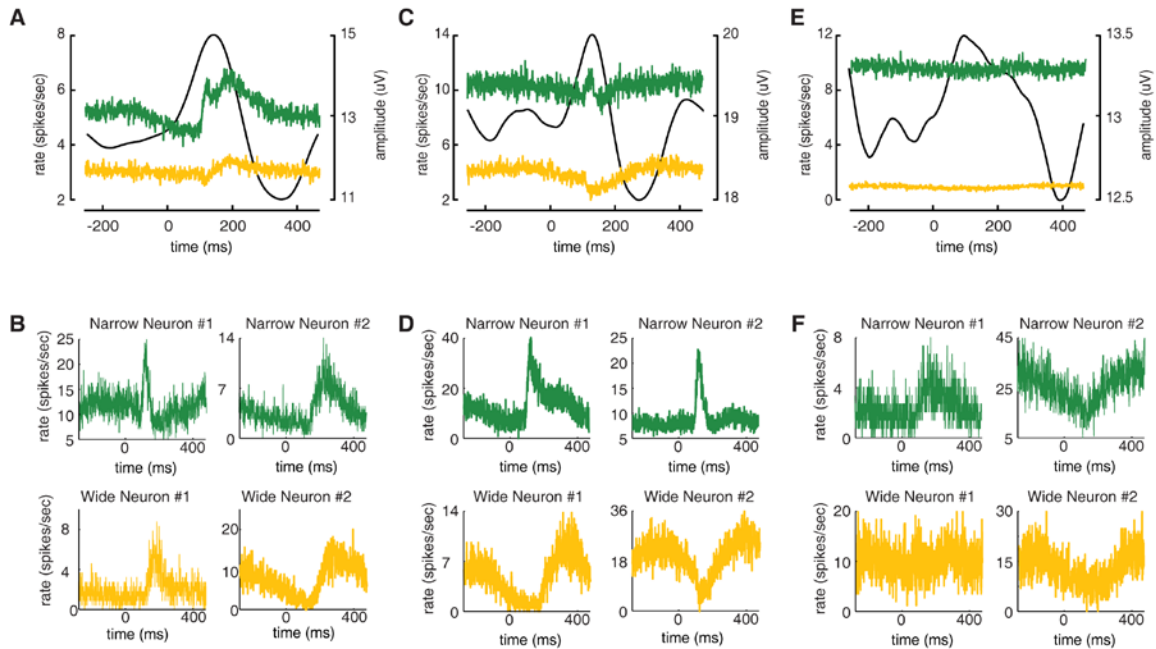 A
C
E
8
6
4
2
rate (spikes/sec)
15
13
11
amplitude (uV)
-200
0
200
400
time (ms)
14
10
6
2
rate (spikes/sec)
20
19
18
amplitude (uV)
-200
0
200
400
time (ms)
12
8
4
0
rate (spikes/sec)
13.5
13
12.5
amplitude (uV)
-200
0
200
400
time (ms)
B
Narrow Neuron #1
25
20
15
10
5
rate (spikes/sec)
0
400
time (ms)
Narrow Neuron #2
14
7
0
0
400
time (ms)
D
Narrow Neuron #1
40
20
0
rate (spikes/sec)
0
400
time (ms)
Narrow Neuron #2
25
20
15
10
5
0
400
time (ms)
F
Narrow Neuron #1
8
4
0
rate (spikes/sec)
0
400
time (ms)
Narrow Neuron #2
45
25
5
0
400
time (ms)
Wide Neuron #1
8
4
0
rate (spikes/sec)
0
400
time (ms)
Wide Neuron #2
20
10
0
0
400
time (ms)
Wide Neuron #1
14
7
0
rate (spikes/sec)
0
400
time (ms)
Wide Neuron #2
36
18
0
0
400
time (ms)
Wide Neuron #1
20
10
0
rate (spikes/sec)
0
400
time (ms)
Wide Neuron #2
30
15
0
0
400
time (ms)